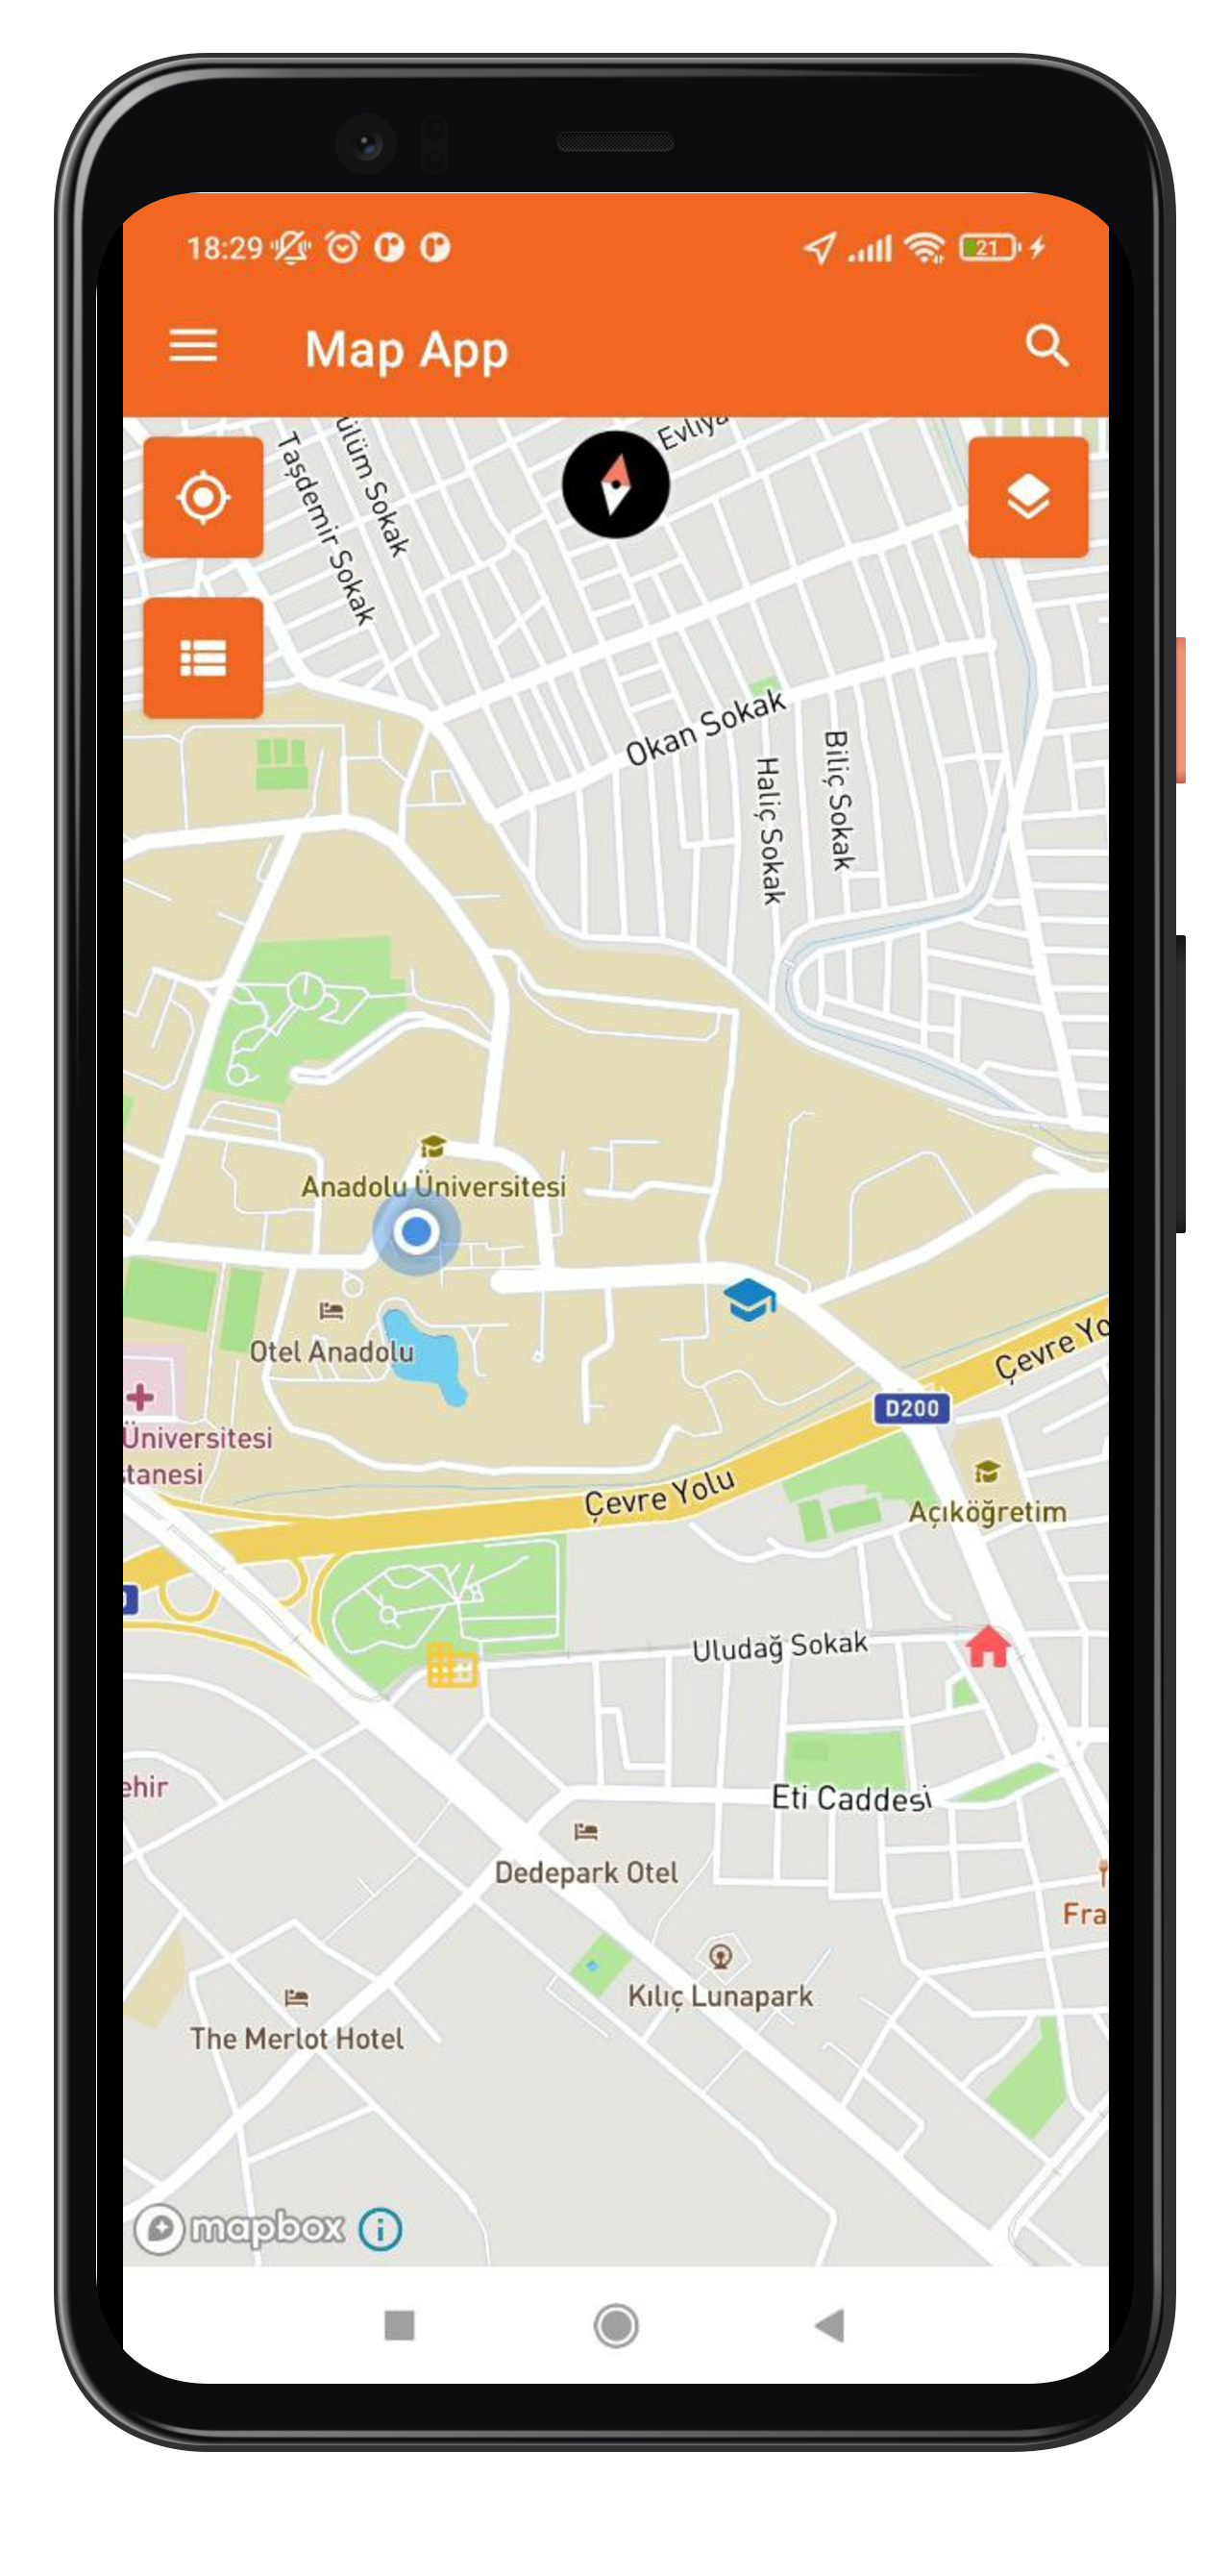 18:29
21
Map App
Evliya
ülüm Sokak
Taşdemir Sokak
Okan Sokak
Biliç Sokak
Haliç Sokak
Anadolu Üniversitesi
Otel Anadolu
Çevre Yo
D200
Üniversitesi
tanesi
Çevre Yolu
Açıköğretim
Uludağ Sokak
ehir
Eti Caddesi
Dedepark Otel
Fra
Kılıç Lunapark
The Merlot Hotel
mapbox